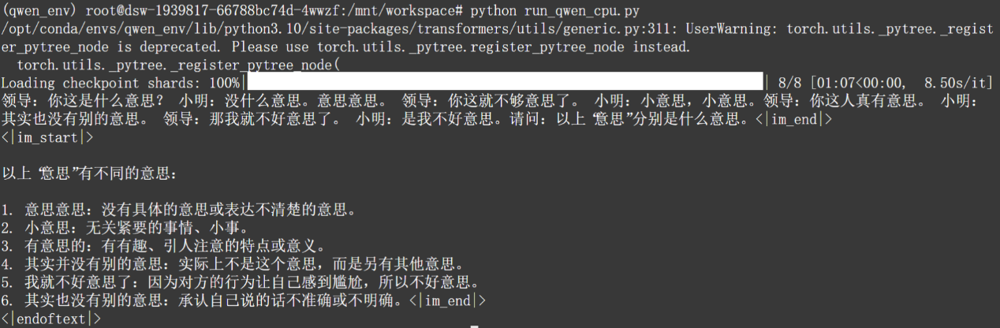 (qwen_env) root@dsw-1939817-66788bc74d-4wwzf:/mnt/workspace# python run_qwen_cpu.py
/opt/conda/envs/qwen_env/lib/python3.10/site-packages/transformers/utils/generic.py:311: UserWarning: torch.utils._pytree._regist
er_pytree_node is deprecated. Please use torch.utils._pytree.register_pytree_node instead.
  torch.utils._pytree._register_pytree_node(
Loading checkpoint shards: 100%|                | 8/8 [01:07<00:00,  8.50s/it]
领导：你这是什么意思？ 小明：没什么意思。意思意思。 领导：你这就不够意思了。 小明：小意思，小意思。领导：你这人真有意思。 小明：
其实也没有别的意思。 领导：那我就不好意思了。 小明：是我不好意思。请问：以上“意思”分别是什么意思。<|im_end|>
<|im_start|>
以上“意思”有不同的意思：
1. 意思意思：没有具体的意思或表达不清楚的意思。
2. 小意思：无关紧要的事情、小事。
3. 有意思的：有有趣、引人注意的特点或意义。
4. 其实并没有别的意思：实际上不是这个意思，而是另有其他意思。
5. 我就不好意思了：因为对方的行为让自己感到尴尬，所以不好意思。
6. 其实也没有别的意思：承认自己说的话不准确或不明确。<|im_end|>
<|endoftext|>